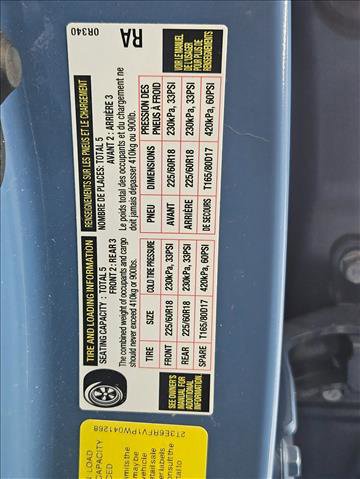 TIRE AND LOADING INFORMATION
SEATING CAPACITY : TOTAL 5 FRONT 2 : REAR 3
The combined weight of occupants and cargo
should never exceed 410kg or 900lbs.
TIRE SIZE COLD TIRE PRESSURE
FRONT 225/60R18 230kPa, 33PSI
REAR 225/60R18 230kPa, 33PSI
SPARE T165/80D17 420kPa, 60PSI
SEE OWNER'S
MANUAL FOR
ADDITIONAL
INFORMATION
RENSEIGNEMENTS SUR LES PNEUS ET LE CHARGEMENT
NOMBRE DE PLACES: TOTAL 5
AVANT 2 : ARRIÈRE 3
Le poids total des occupants et du chargement ne
doit jamais dépasser 410kg ou 900lb.
PNEU DIMENSIONS PRESSION DES
PNEUS À FROID
AVANT 225/60R18 230kPa, 33PSI
ARRIÈRE 225/60R18 230kPa, 33PSI
DE SECOURS T165/80D17 420kPa, 60PSI
VOIR LE MANUEL
DE L'USAGER
POUR PLUS DE
RENSEIGNEMENTS
RA
0R340
2T3E6RFV1PW041268
LOAD
CAPACITY